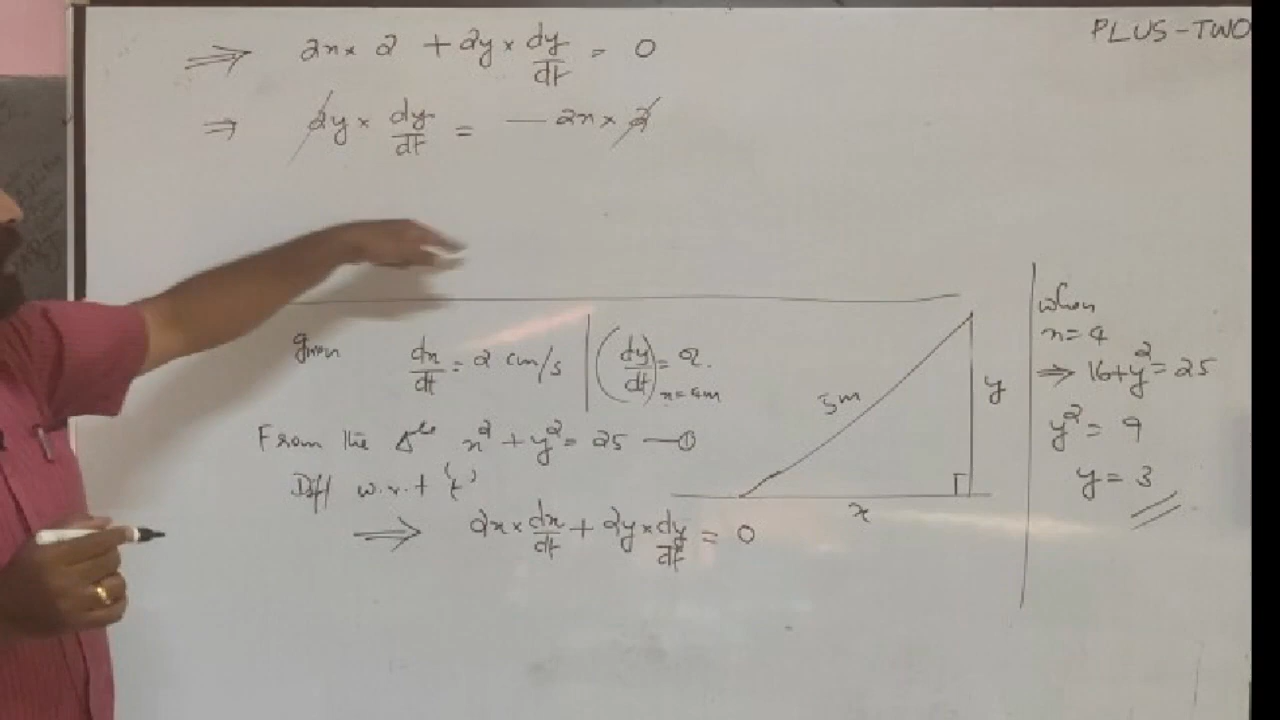 PLUS-TWO
⇒ 2x × 2 + 2y × dy/dt = 0
⇒ 2y × dy/dt = — 2x × 2
given dx/dt = 2 cm/s | (dy/dt)x=4m = ?
From the Δle x² + y² = 25 —①
Diff w.r.t 't'
⇒ 2x × dx/dt + 2y × dy/dt = 0
5m
y
x
when
x=4
⇒ 16+y²=25
y² = 9
y = 3